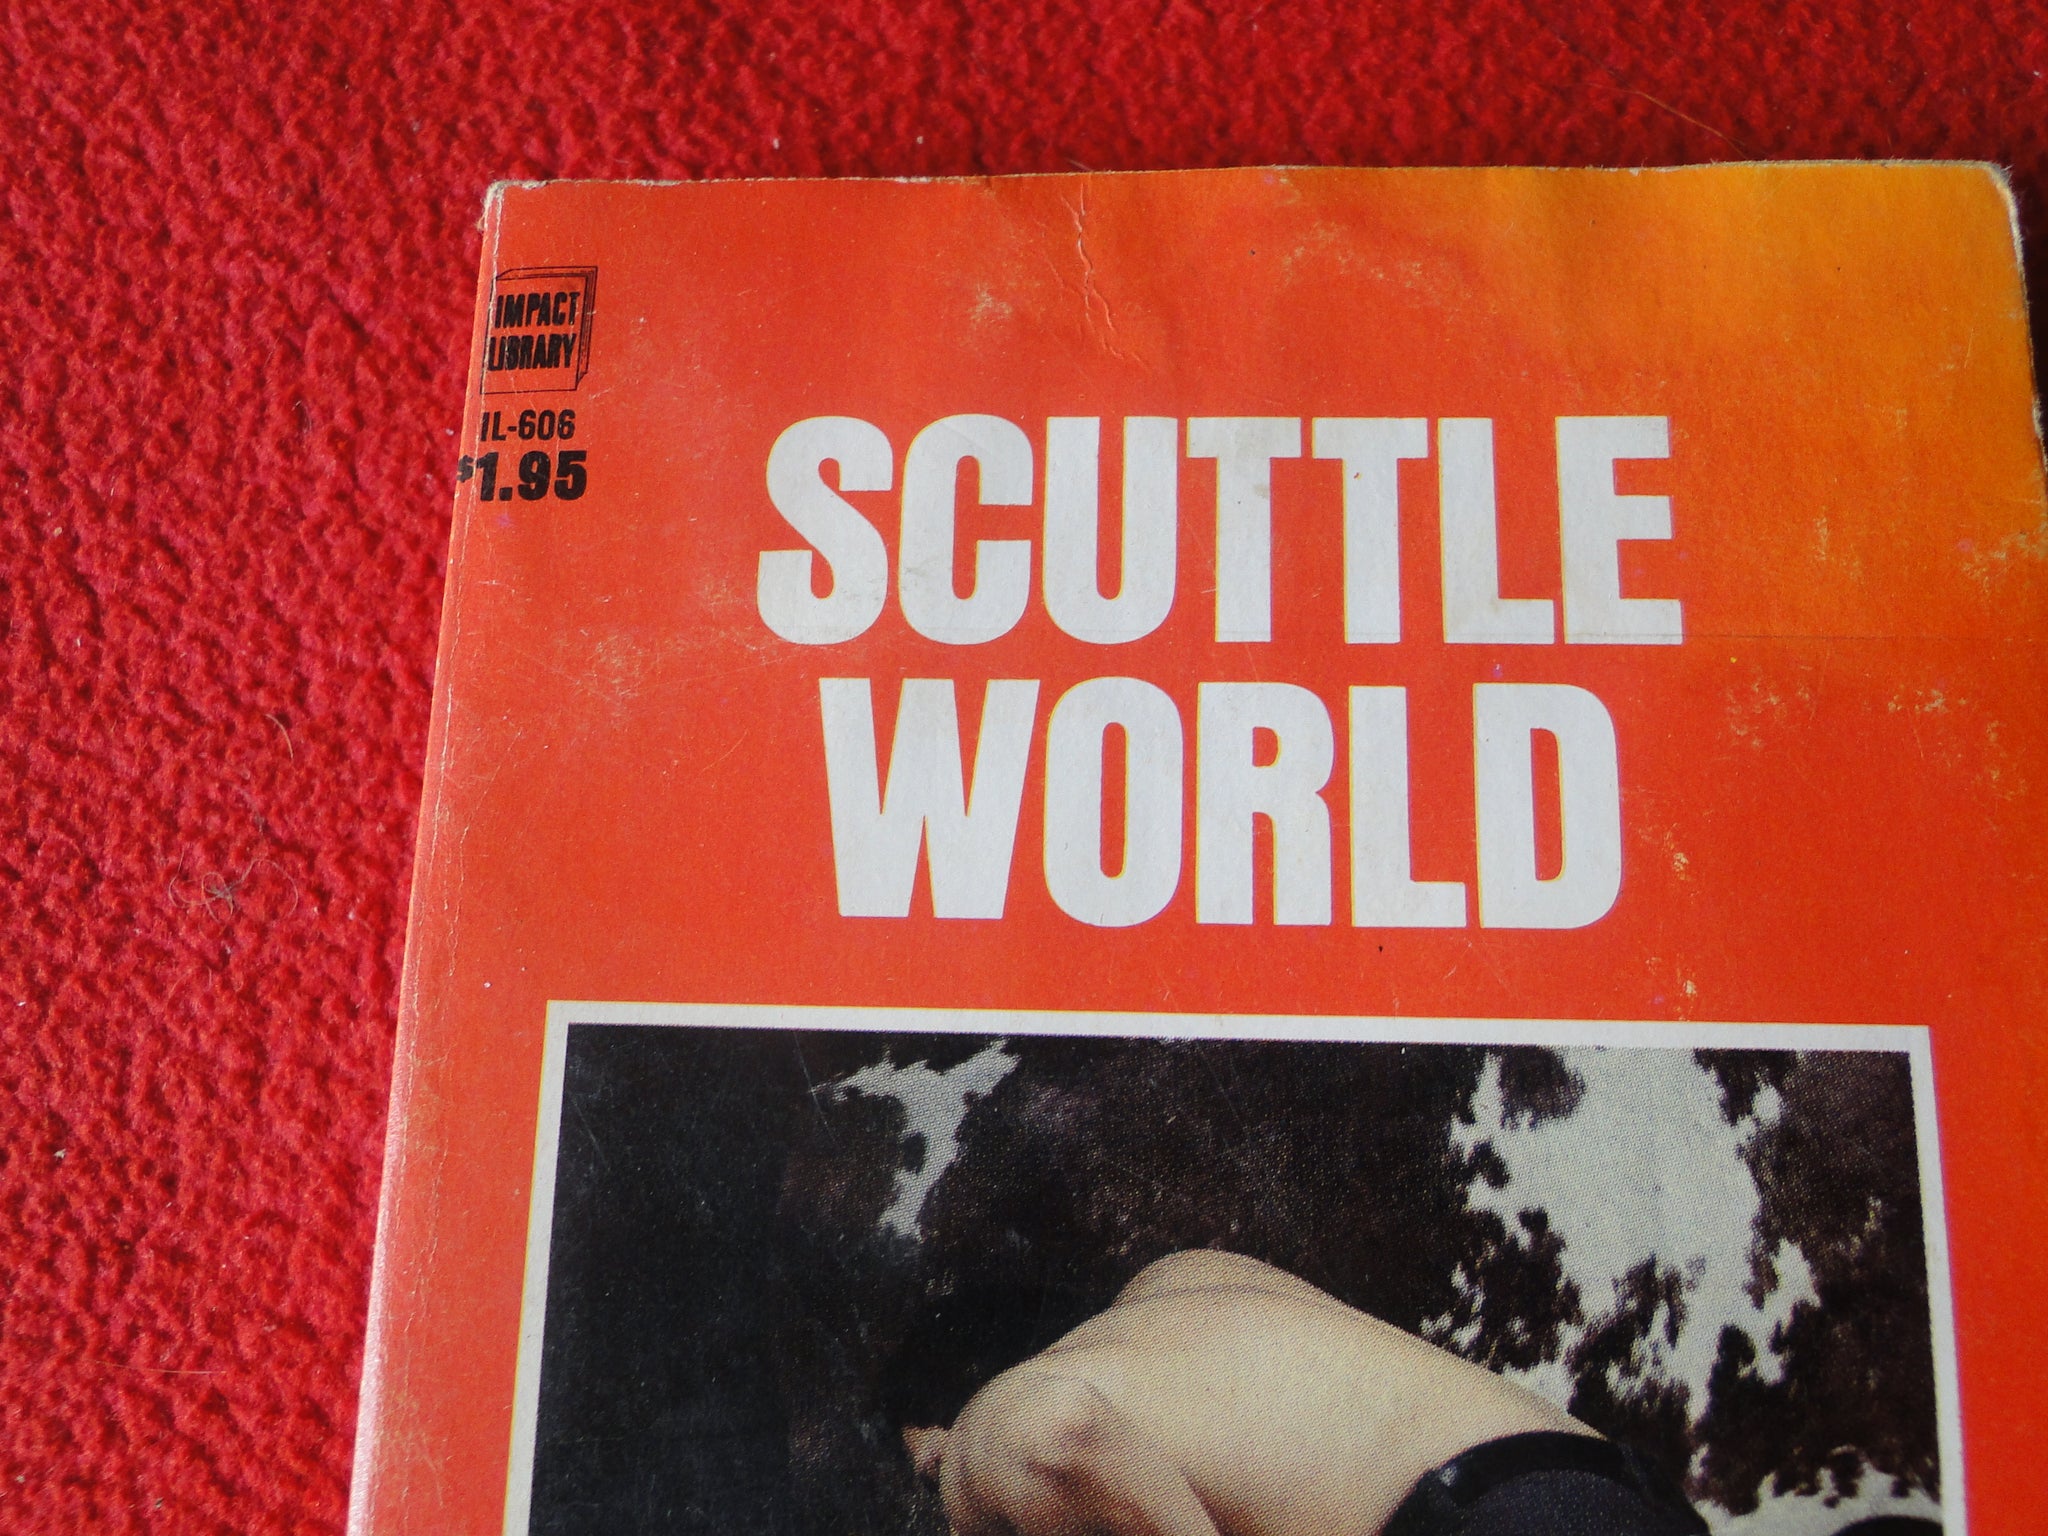 IMPACT
LIBRARY
IL-606
$1.95
SCUTTLE
WORLD